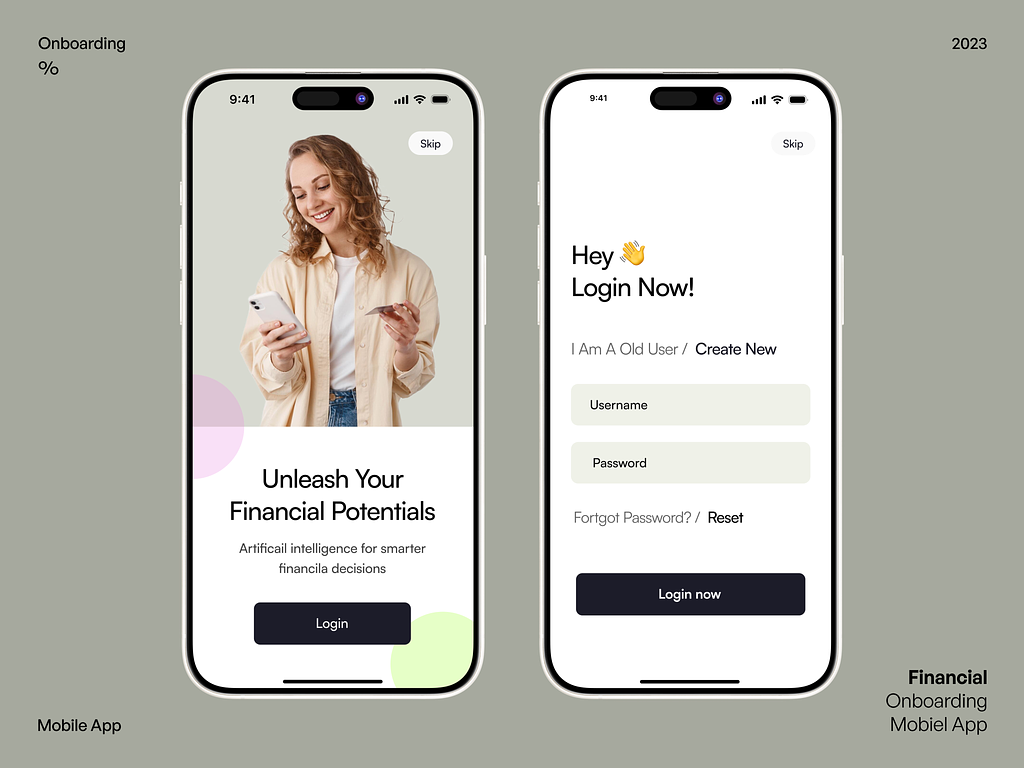 Onboarding
%
2023
9:41
Skip
Unleash Your
Financial Potentials
Artificail intelligence for smarter
financila decisions
Login
9:41
Skip
Hey 👋
Login Now!
I Am A Old User / Create New
Username
Password
Fortgot Password? / Reset
Login now
Mobile App
Financial
Onboarding
Mobiel App